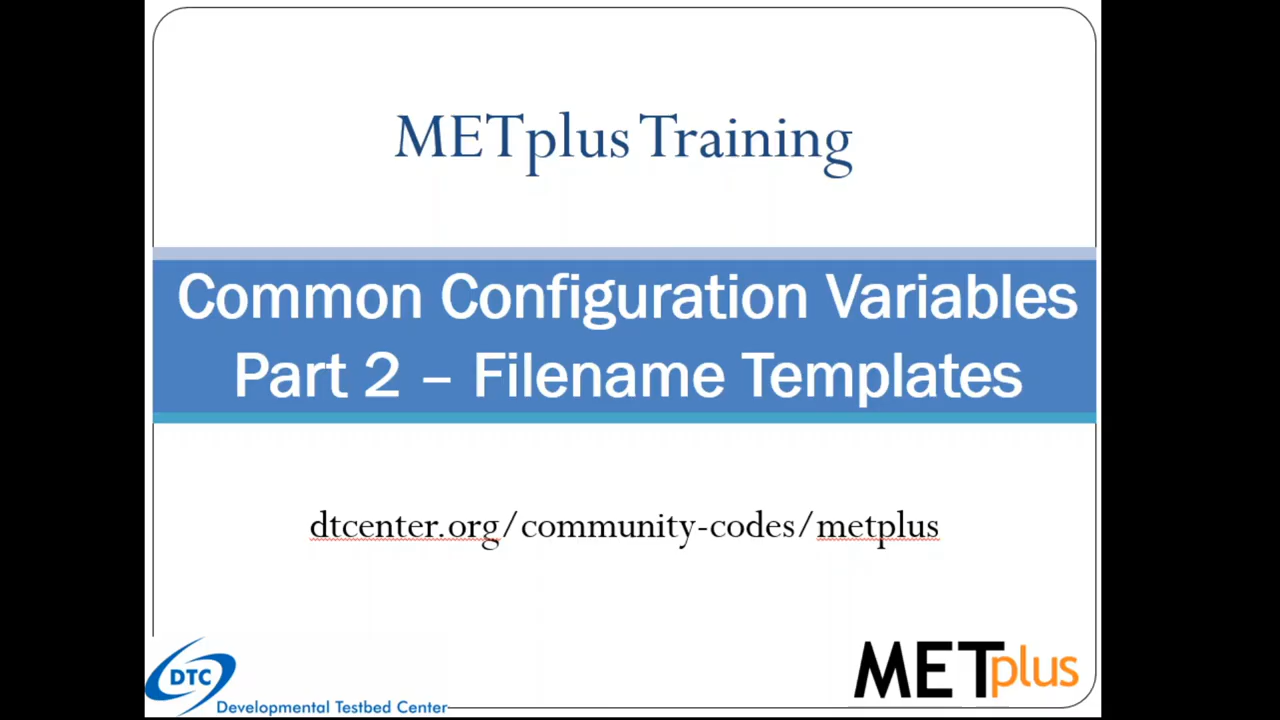 METplus Training
Common Configuration Variables
Part 2 – Filename Templates
dtcenter.org/community-codes/metplus
DTC
Developmental Testbed Center
METplus